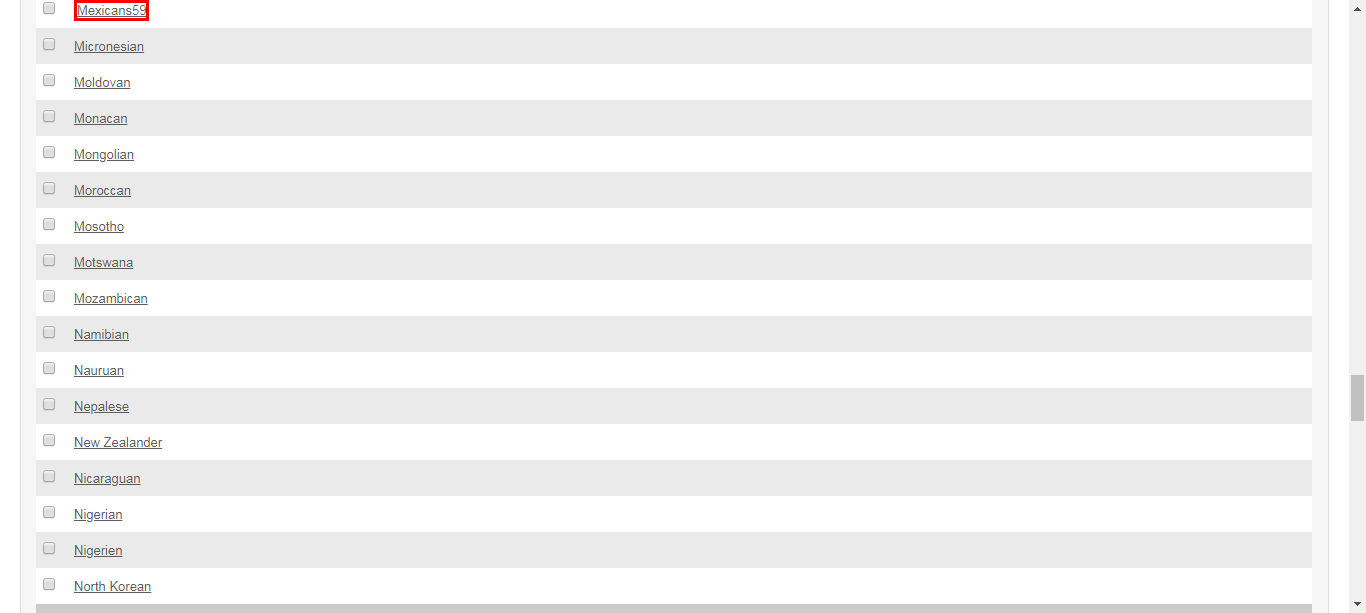 Mexicans59
Micronesian
Moldovan
Monacan
Mongolian
Moroccan
Mosotho
Motswana
Mozambican
Namibian
Nauruan
Nepalese
New Zealander
Nicaraguan
Nigerian
Nigerien
North Korean